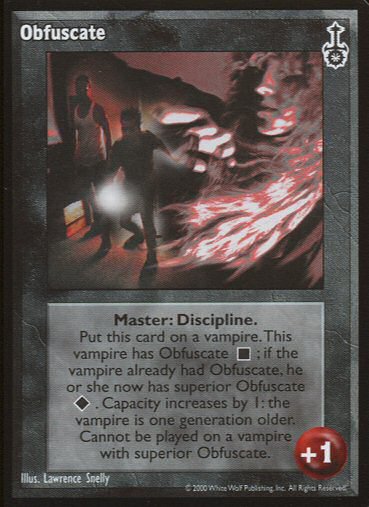 Obfuscate
Master: Discipline.
Put this card on a vampire. This
vampire has Obfuscate ; if the
vampire already had Obfuscate, he
or she now has superior Obfuscate
. Capacity increases by 1: the
vampire is one generation older.
Cannot be played on a vampire
with superior Obfuscate.
+1
Illus. Lawrence Snelly
© 2000 White Wolf Publishing, Inc. All Rights Reserved.